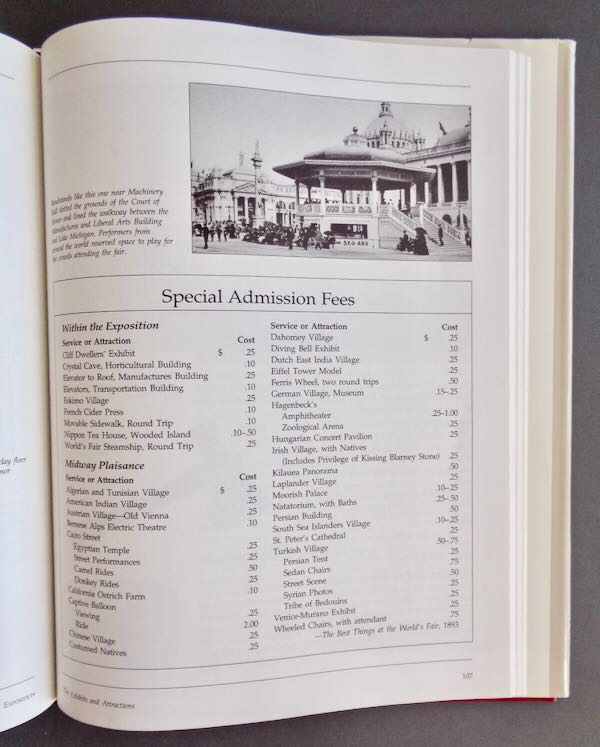 Bandstands like this one near Machinery
Hall dotted the grounds of the Court of
Honor and lined the walkway between the
Manufactures and Liberal Arts Building
and Lake Michigan. Performers from
around the world reserved space to play for
the crowds attending the fair.
SEGARS
Special Admission Fees
Within the Exposition
Service or Attraction Cost
Cliff Dwellers' Exhibit $ .25
Crystal Cave, Horticultural Building .10
Elevator to Roof, Manufactures Building .25
Elevators, Transportation Building .10
Eskimo Village .25
French Cider Press .10
Movable Sidewalk, Round Trip .10
Nippon Tea House, Wooded Island .10–.50
World's Fair Steamship, Round Trip .25
Midway Plaisance
Service or Attraction Cost
Algerian and Tunisian Village $ .25
American Indian Village .25
Austrian Village—Old Vienna .25
Bernese Alps Electric Theatre .10
Cairo Street
Egyptian Temple .25
Street Performances .25
Camel Rides .50
Donkey Rides .25
California Ostrich Farm .10
Captive Balloon
Viewing .25
Ride 2.00
Chinese Village .25
Costumed Natives .25
Service or Attraction Cost
Dahomey Village $ .25
Diving Bell Exhibit .10
Dutch East India Village .25
Eiffel Tower Model .25
Ferris Wheel, two round trips .50
German Village, Museum .15–.25
Hagenbeck's
Amphitheater .25–1.00
Zoological Arena .25
Hungarian Concert Pavilion .25
Irish Village, with Natives
(Includes Privilege of Kissing Blarney Stone) .25
Kilauea Panorama .50
Laplander Village .25
Moorish Palace .10–.25
Natatorium, with Baths .25–.50
Persian Building .50
South Sea Islanders Village .10–.25
St. Peter's Cathedral .25
Turkish Village .50–.75
Persian Tent .25
Sedan Chairs .75
Street Scene .50
Syrian Photos .25
Tribe of Bedouins .25
Venice-Murano Exhibit .25
Wheeled Chairs, with attendant .75
—The Best Things at the World's Fair, 1893
107
The Exhibits and Attractions
day floor
Exposition